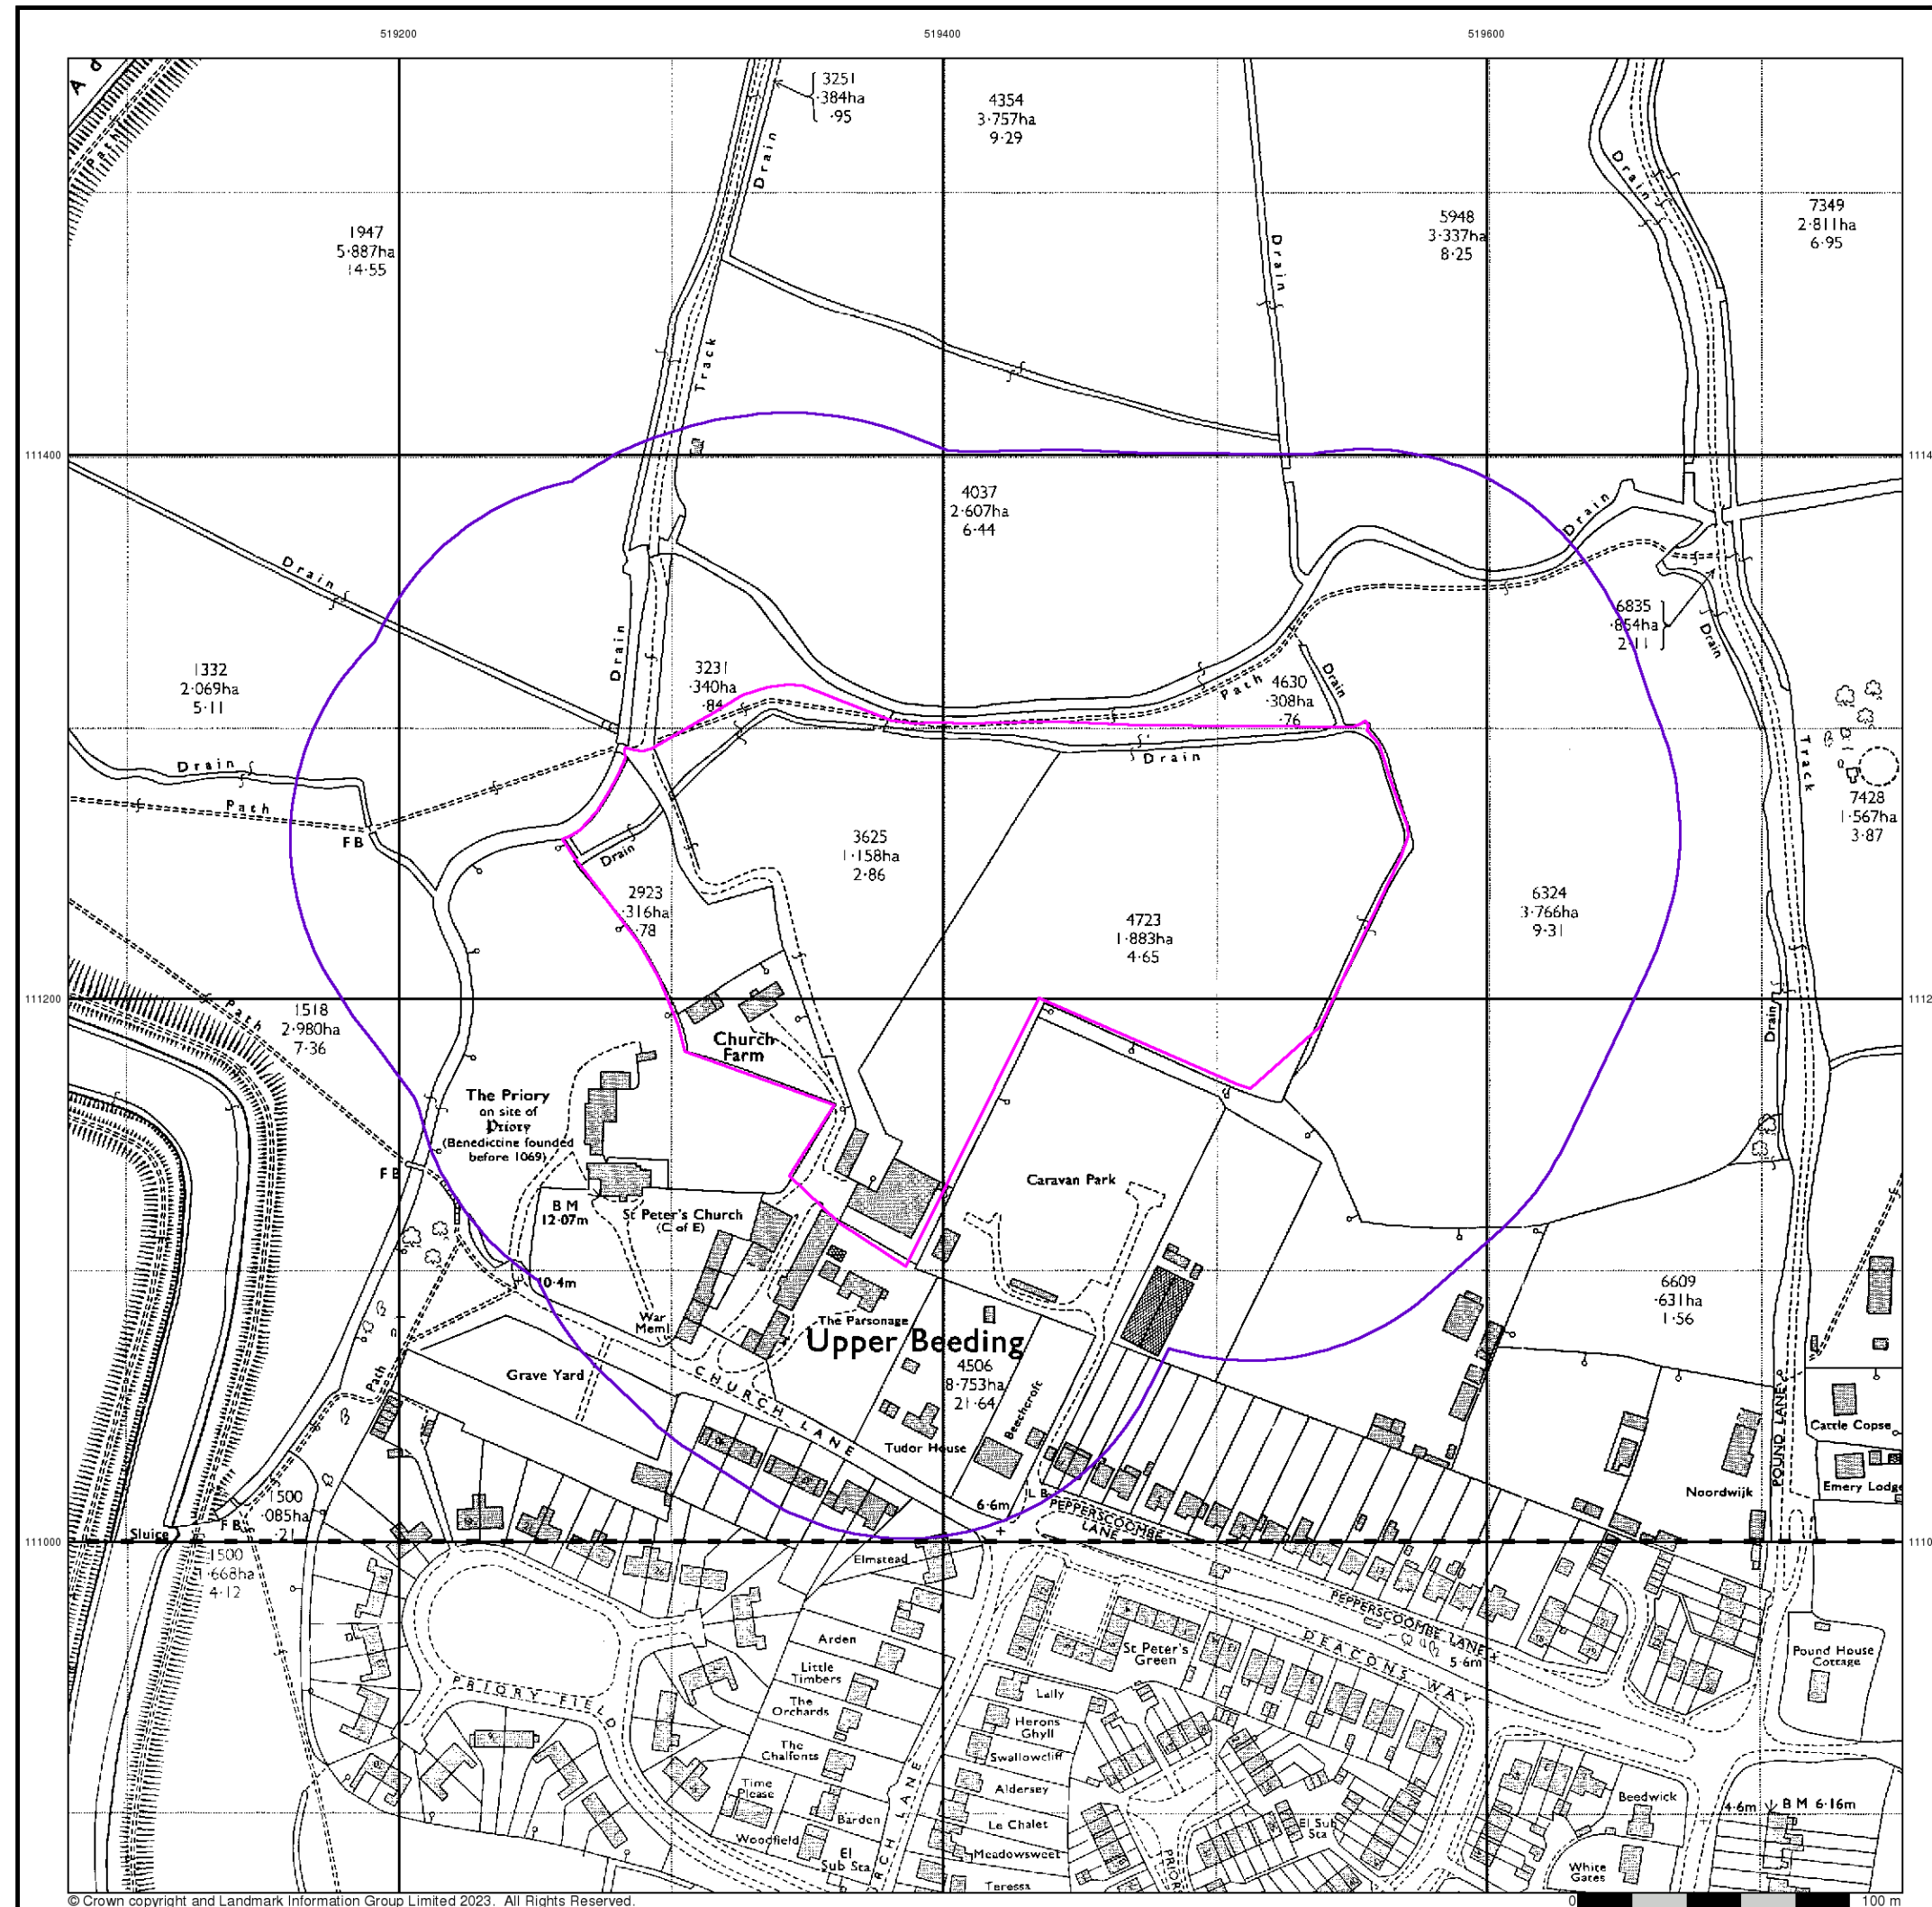 519200
519400
519600
Path
3251
·384ha
·95
4354
3·757ha
9·29
Drain
Drain
1947
5·887ha
14·55
5948
3·337ha
8·25
7349
2·811ha
6·95
Drain
Track
111400
4037
2·607ha
6·44
Drain
Drain
6835
·854ha
2·11
Drain
Drain
1332
2·069ha
5·11
3231
·340ha
·84
Path
4630
·308ha
·76
Drain
Drain
Track
Drain
Path
FB
Drain
7428
1·567ha
3·87
3625
1·158ha
2·86
2923
·316ha
·78
4723
1·883ha
4·65
6324
3·766ha
9·31
111200
Path
1518
2·980ha
7·36
Drain
Church
Farm
The Priory
on site of
Priory
(Benedictine founded
before 1069)
FB
Caravan Park
BM
12·07m
St Peter's Church
(C of E)
10·4m
6609
·631ha
1·56
War
Meml
The Parsonage
Upper Beeding
4506
8·753ha
21·64
Grave Yard
Path
CHURCH LANE
Beechcroft
Tudor House
POUND LANE
Cattle Copse
Emery Lodge
Noordwijk
1500
·085ha
·21
FB
Sluice
6·6m
LB
PEPPERSCOOMBE
LANE
111000
1500
1·668ha
4·12
Elmstead
PEPPERSCOOMBE LANE
DEACONS WAY
5·6m
St Peter's
Green
Pound House
Cottage
Arden
Little
Timbers
The
Orchards
PRIORY FIELD
Lally
Herons
Ghyll
Swallowcliff
The
Chalfonts
Aldersey
Time
Please
Barden
Le Chalet
Woodfield
El
Sub Sta
Meadowsweet
Teressa
El Sub
Sta
Beedwick
4·6m
BM 6·16m
White
Gates
© Crown copyright and Landmark Information Group Limited 2023. All Rights Reserved.
0
100 m